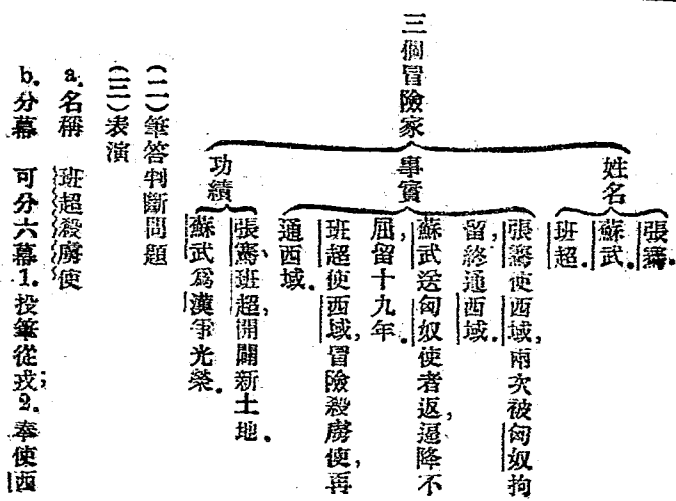 三個冒險家
姓名
張騫.
蘇武.
班超.
事實
張騫使西域,兩次被匈奴拘
留,終通西域.
蘇武送匈奴使者返,逼降不
屈,留十九年.
班超使西域,冒險殺虜使,再
通西域.
功績
張騫、班超,開闢新土地.
蘇武爲漢爭光榮.
(二)筆答判斷問題
(三)表演
a.名稱 班超殺虜使
b.分幕 可分六幕1.投筆從戎;2.奉使西